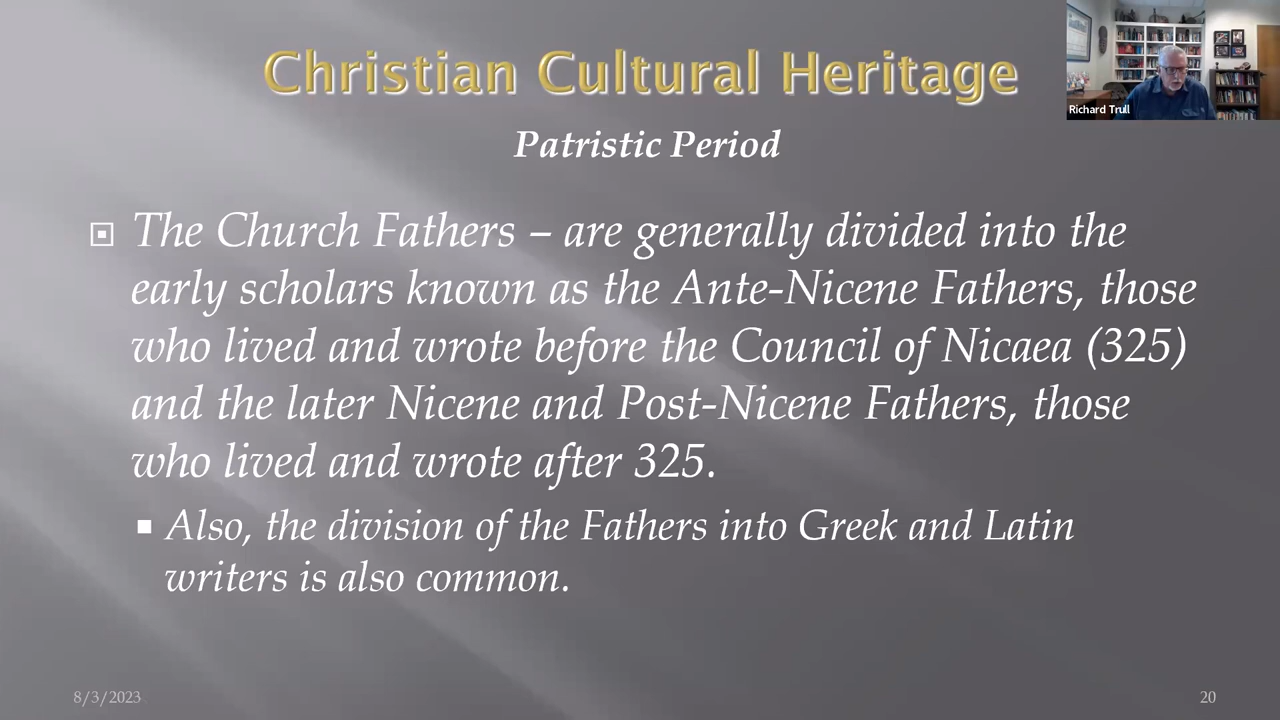 Christian Cultural Heritage
Richard Trull
Patristic Period
The Church Fathers – are generally divided into the
early scholars known as the Ante-Nicene Fathers, those
who lived and wrote before the Council of Nicaea (325)
and the later Nicene and Post-Nicene Fathers, those
who lived and wrote after 325.
Also, the division of the Fathers into Greek and Latin
writers is also common.
8/3/2023
20